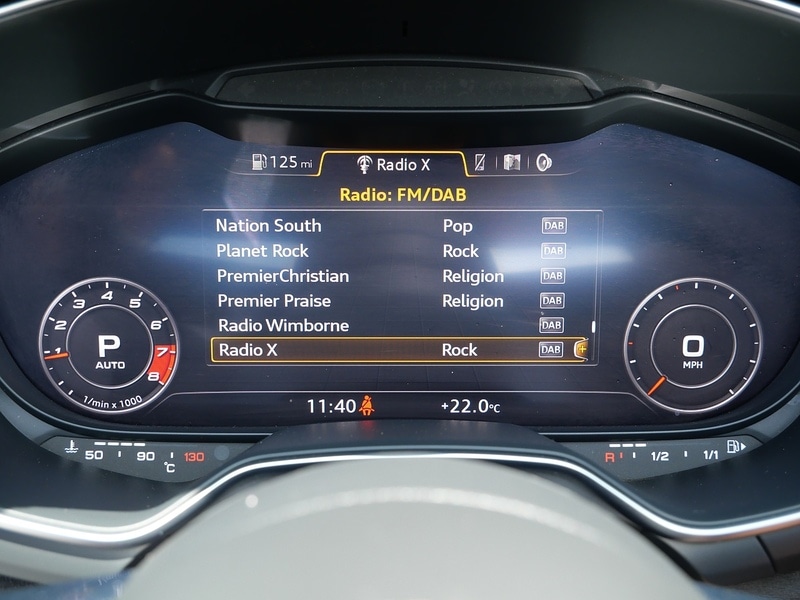 125 mi Radio X
Radio: FM/DAB
Nation South Pop DAB
Planet Rock Rock DAB
PremierChristian Religion DAB
Premier Praise Religion DAB
Radio Wimborne DAB
Radio X Rock DAB +
1 2 3 4 5 6 7 8
P
AUTO
1/min x 1000
0
MPH
11:40 +22.0°C
50 90 130
°C
R 1/2 1/1